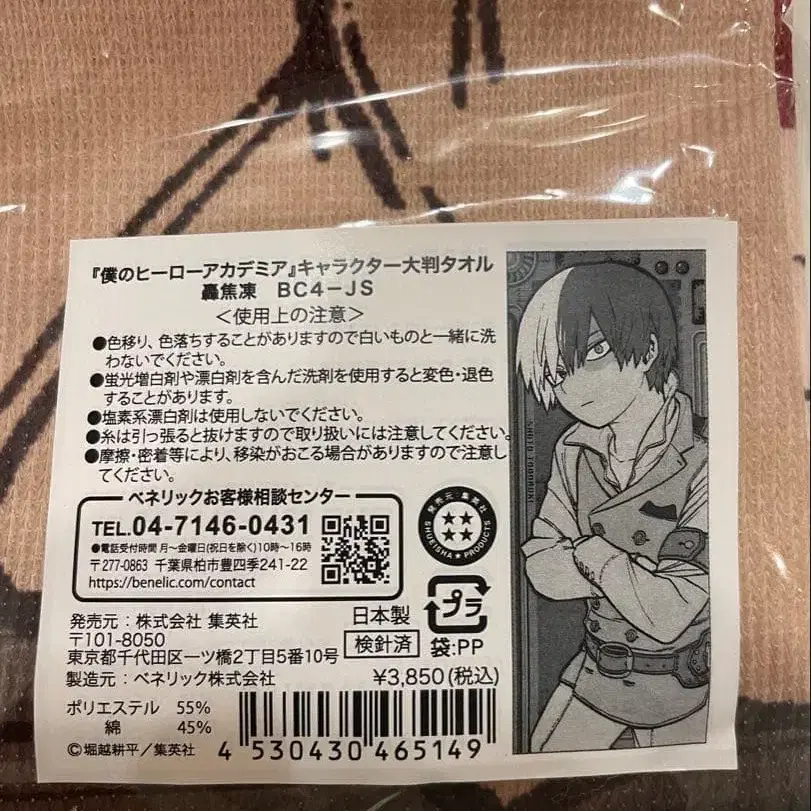 『僕のヒーローアカデミア』キャラクター大判タオル
轟焦凍 BC4-JS
＜使用上の注意＞
●色移り、色落ちすることがありますので白いものと一緒に洗
わないでください。
●蛍光増白剤や漂白剤を含んだ洗剤を使用すると変色・退色
することがあります。
●塩素系漂白剤は使用しないでください。
●糸は引っ張ると抜けますので取り扱いには注意してください。
●摩擦・密着等により、移染がおこる場合がありますので注意し
てください。
ベネリックお客様相談センター
TEL.04-7146-0431
●電話受付時間 月～金曜日(祝日を除く)10時～16時
〒277-0863 千葉県柏市豊四季241-22
https://benelic.com/contact
発売元・集英社
SHUEISHA★PRODUCTS
発売元：株式会社 集英社
〒101-8050
東京都千代田区一ツ橋2丁目5番10号
製造元：ベネリック株式会社
日本製
検針済
プラ
袋:PP
¥3,850(税込)
ポリエステル 55%
綿 45%
©堀越耕平／集英社
4 530430 465149
SHOTO TODOROKI